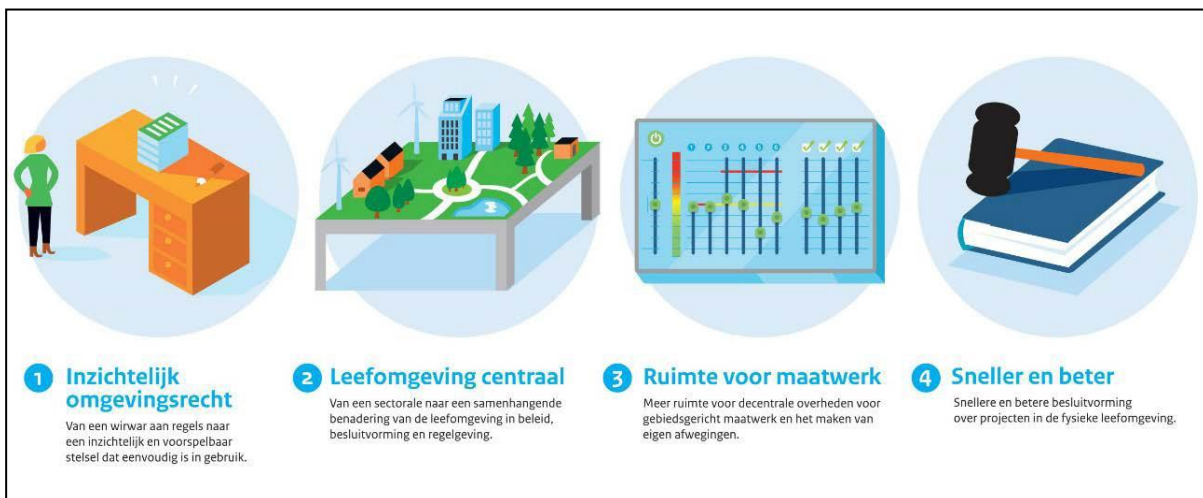 1 Inzichtelijk
omgevingsrecht
Van een wirwar aan regels naar
een inzichtelijk en voorspelbaar
stelsel dat eenvoudig is in gebruik.
2 Leefomgeving centraal
Van een sectorale naar een samenhangende
benadering van de leefomgeving in beleid,
besluitvorming en regelgeving.
3 Ruimte voor maatwerk
Meer ruimte voor decentrale overheden voor
gebiedsgericht maatwerk en het maken van
eigen afwegingen.
4 Sneller en beter
Snellere en betere besluitvorming
over projecten in de fysieke leefomgeving.